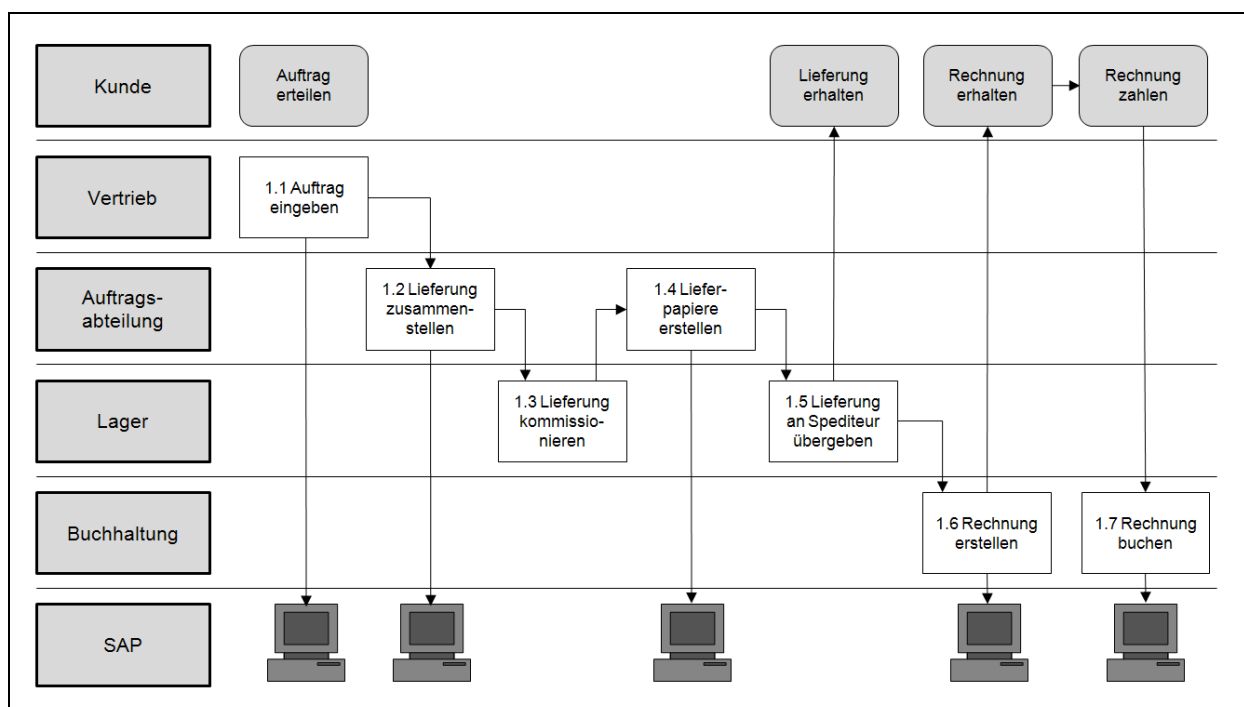 Kunde
Auftrag
erteilen
Lieferung
erhalten
Rechnung
erhalten
Rechnung
zahlen
Vertrieb
1.1 Auftrag
eingeben
Auftrags-
abteilung
1.2 Lieferung
zusammen-
stellen
1.4 Liefer-
papiere
erstellen
Lager
1.3 Lieferung
kommissio-
nieren
1.5 Lieferung
an Spediteur
übergeben
Buchhaltung
1.6 Rechnung
erstellen
1.7 Rechnung
buchen
SAP